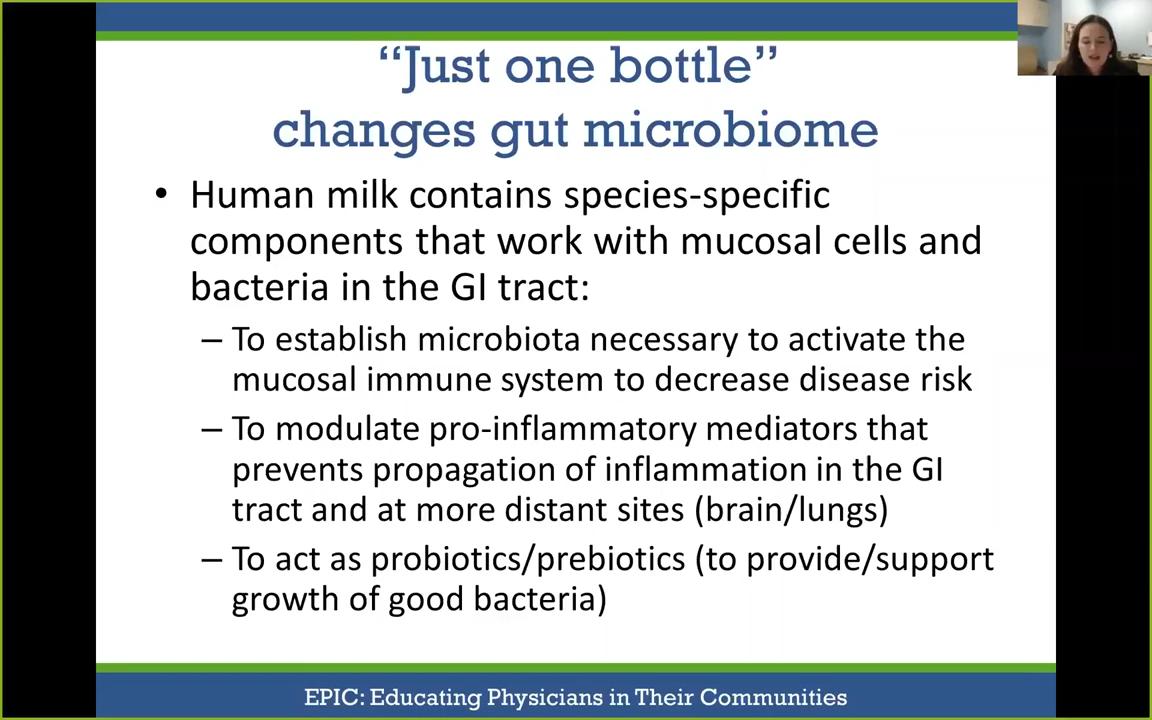 “Just one bottle”
changes gut microbiome
• Human milk contains species-specific
components that work with mucosal cells and
bacteria in the GI tract:
– To establish microbiota necessary to activate the
mucosal immune system to decrease disease risk
– To modulate pro-inflammatory mediators that
prevents propagation of inflammation in the GI
tract and at more distant sites (brain/lungs)
– To act as probiotics/prebiotics (to provide/support
growth of good bacteria)
EPIC: Educating Physicians in Their Communities